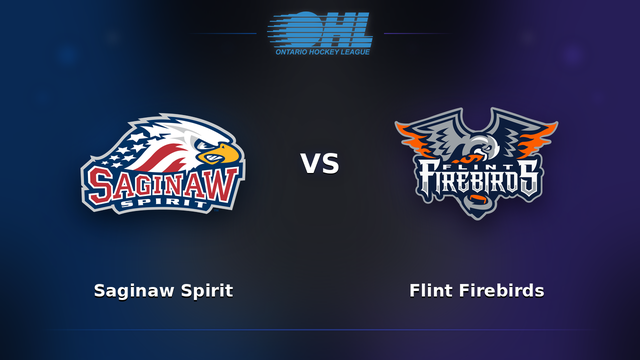 OHL
ONTARIO HOCKEY LEAGUE
SAGINAW
SPIRIT
VS
FLINT
FIREBIRDS
Saginaw Spirit
Flint Firebirds